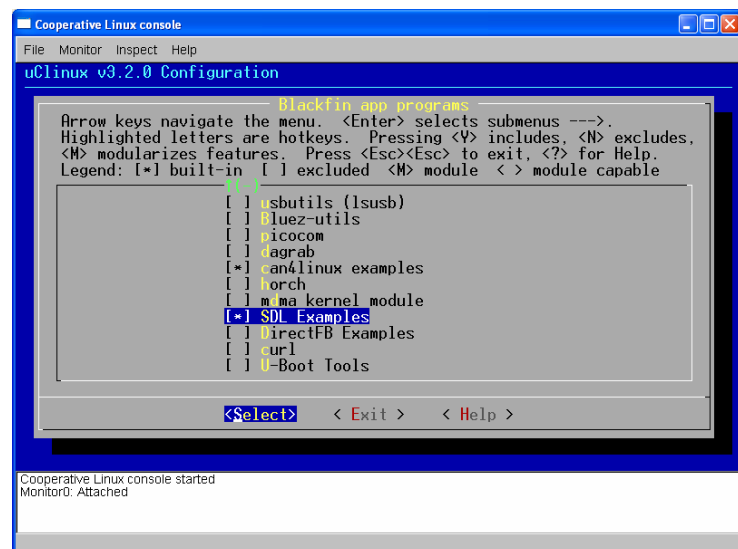 Cooperative Linux console
File Monitor Inspect Help
uClinux v3.2.0 Configuration
Blackfin app programs
Arrow keys navigate the menu. <Enter> selects submenus --->.
Highlighted letters are hotkeys. Pressing <Y> includes, <N> excludes,
<M> modularizes features. Press <Esc><Esc> to exit, <?> for Help.
Legend: [*] built-in [ ] excluded <M> module < > module capable
↑(-)
[ ] usbutils (lsusb)
[ ] Bluez-utils
[ ] picocom
[ ] dagrab
[*] can4linux examples
[ ] horch
[ ] mdma kernel module
[*] SDL Examples
[ ] DirectFB Examples
[ ] curl
[ ] U-Boot Tools
<Select> < Exit > < Help >
Cooperative Linux console started
Monitor0: Attached